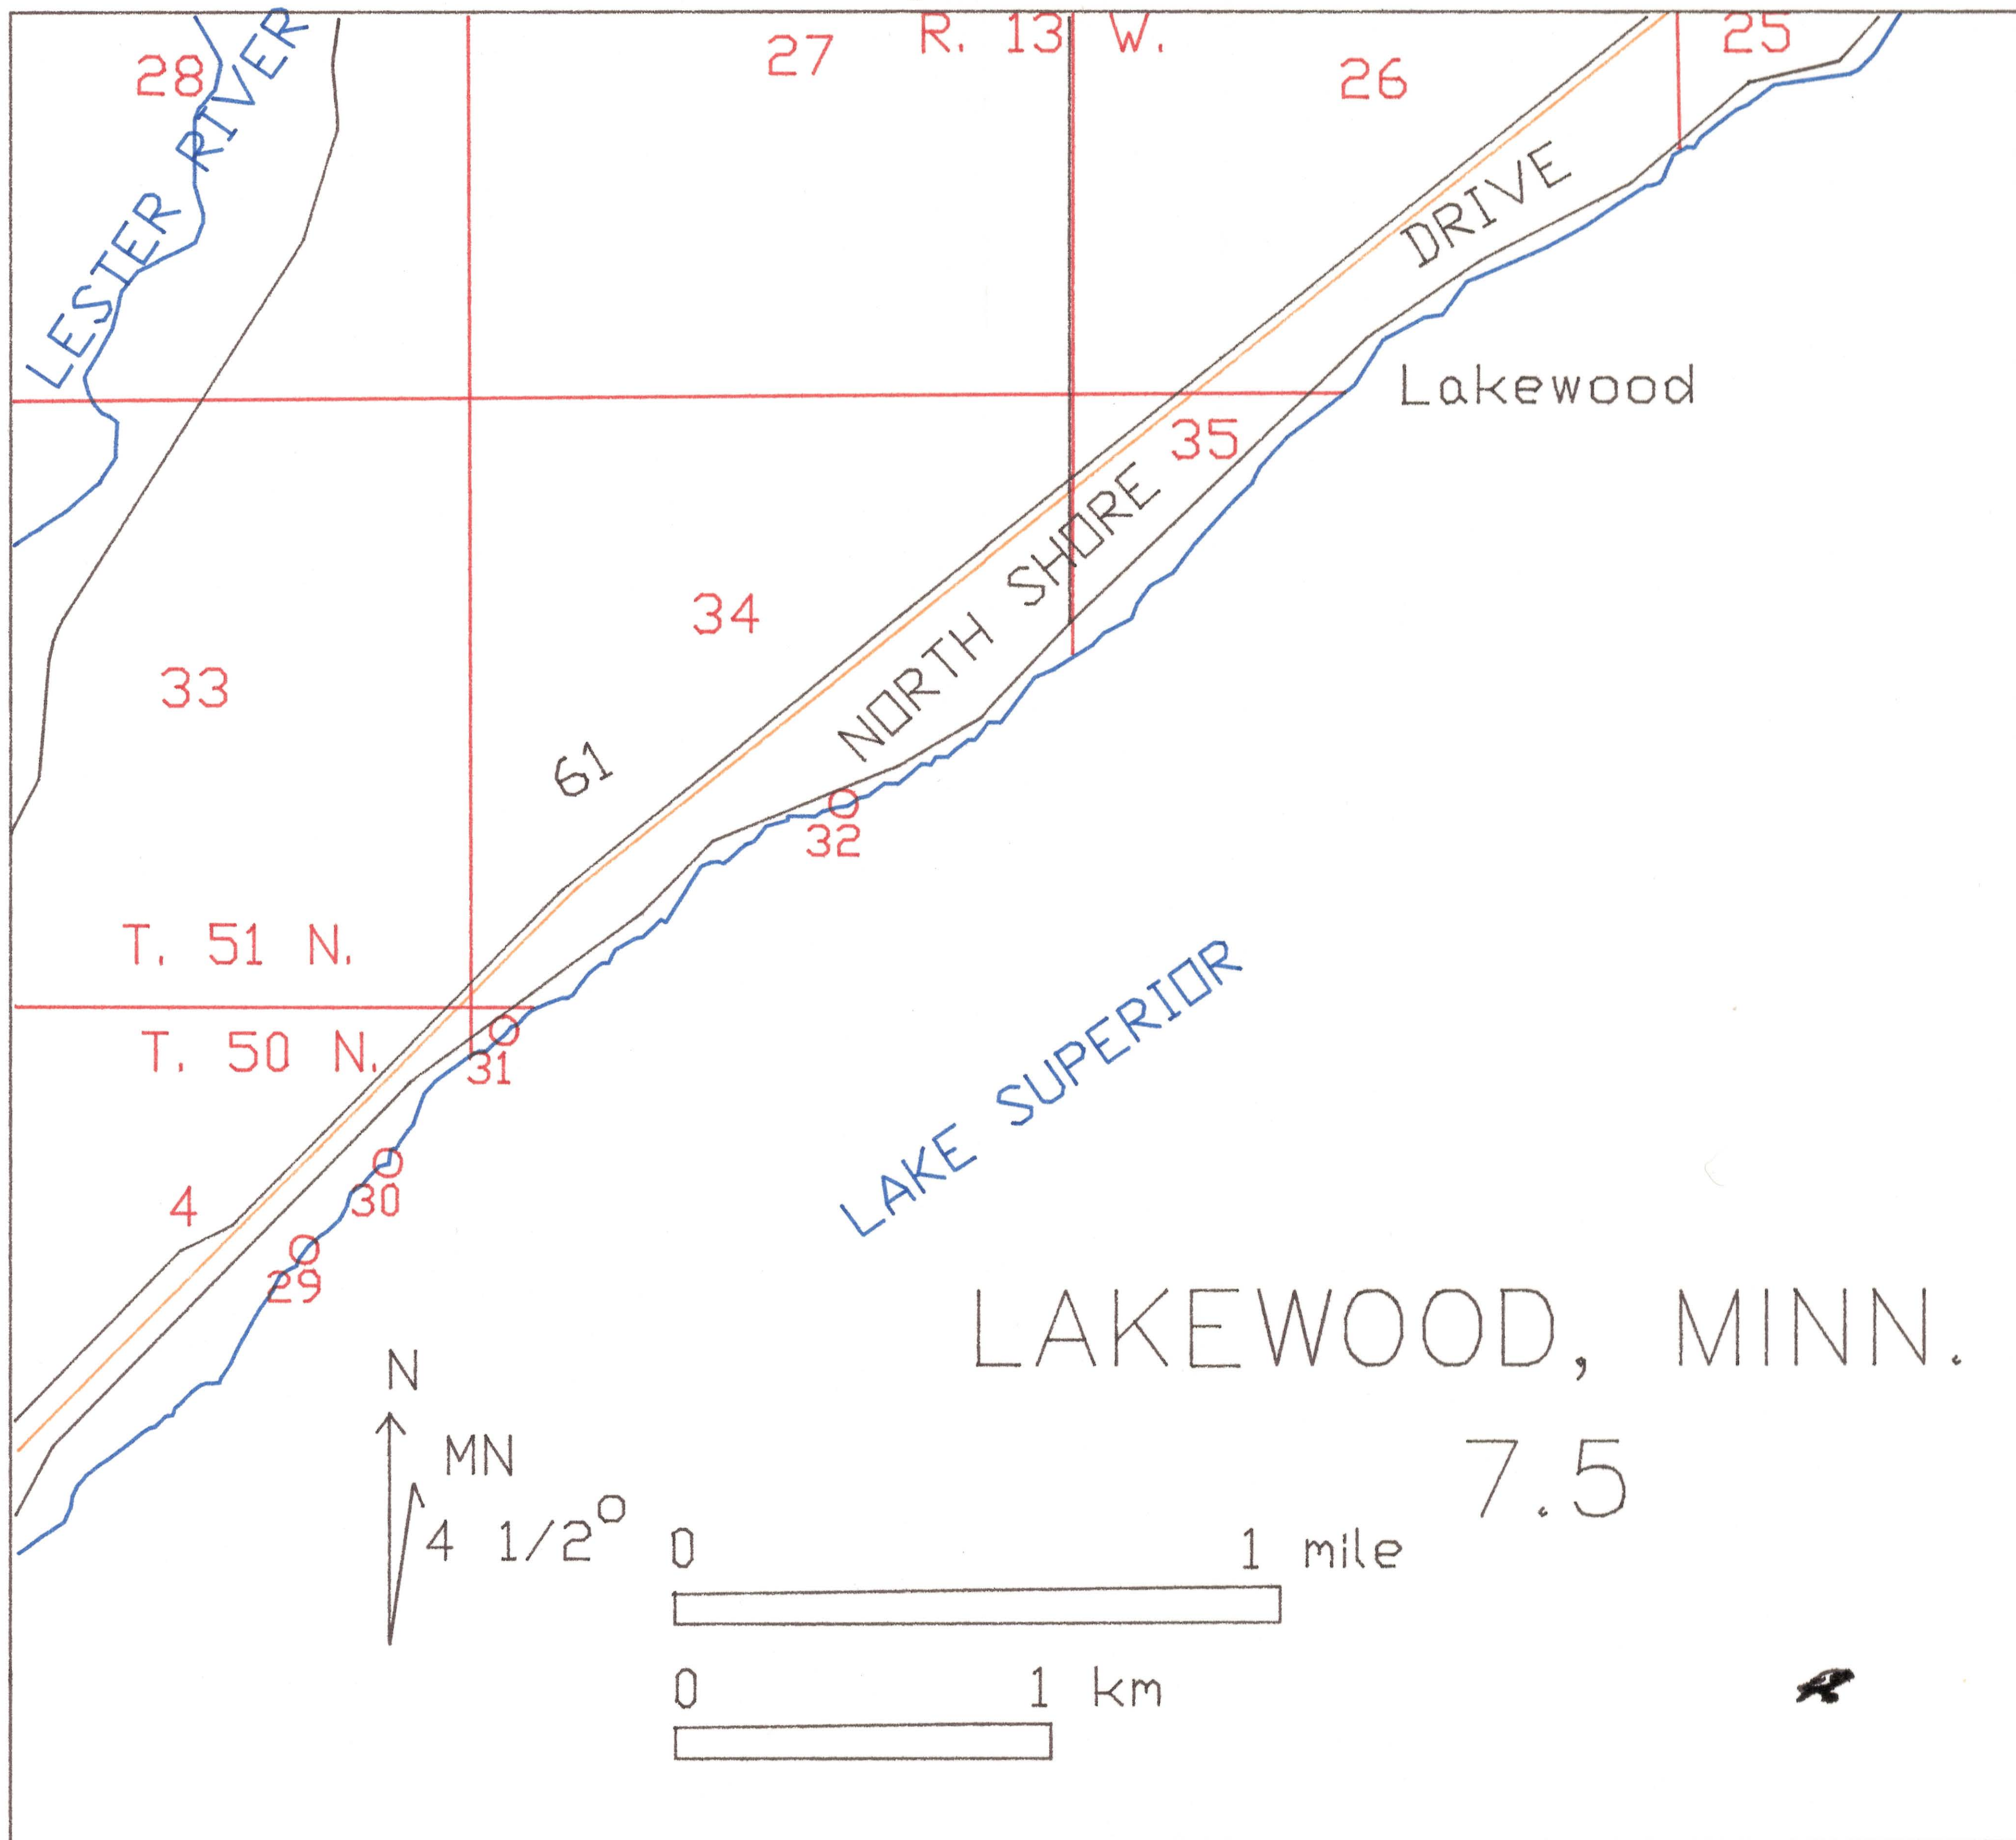 28
27
R. 13 W.
26
25
LESTER RIVER
DRIVE
Lakewood
35
NORTH SHORE
34
33
61
32
T. 51 N.
T. 50 N.
31
LAKE SUPERIOR
4
30
29
LAKEWOOD, MINN.
7.5
N
MN
4 1/2°
0 1 mile
0 1 km